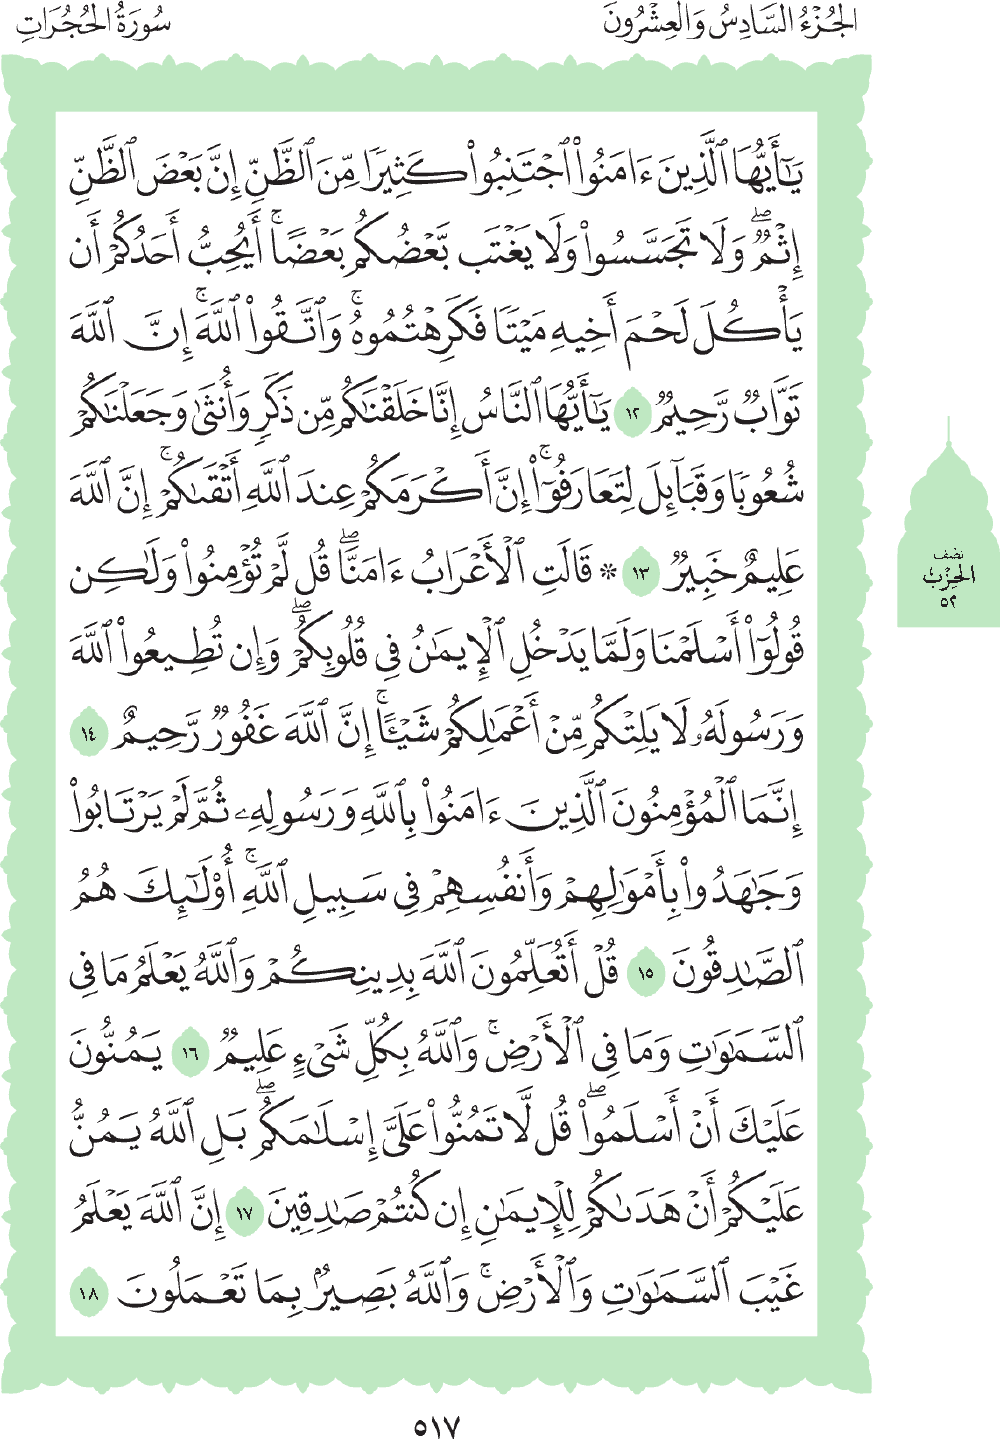 الجُزْءُ السَّادِسُ وَالعِشْرُونَ
سُورَةُ الحُجُرَاتِ
يَٰٓأَيُّهَا ٱلَّذِينَ ءَامَنُواْ ٱجْتَنِبُواْ كَثِيرٗا مِّنَ ٱلظَّنِّ إِنَّ بَعْضَ ٱلظَّنِّ
إِثْمٞۖ وَلَا تَجَسَّسُواْ وَلَا يَغْتَب بَّعْضُكُم بَعْضًاۚ أَيُحِبُّ أَحَدُكُمْ أَن
يَأْكُلَ لَحْمَ أَخِيهِ مَيْتٗا فَكَرِهْتُمُوهُۚ وَٱتَّقُواْ ٱللَّهَۚ إِنَّ ٱللَّهَ
تَوَّابٞ رَّحِيمٞ ١٢ يَٰٓأَيُّهَا ٱلنَّاسُ إِنَّا خَلَقْنَٰكُم مِّن ذَكَرٖ وَأُنثَىٰ وَجَعَلْنَٰكُمْ
شُعُوبٗا وَقَبَآئِلَ لِتَعَارَفُوٓاْۚ إِنَّ أَكْرَمَكُمْ عِندَ ٱللَّهِ أَتْقَىٰكُمْۚ إِنَّ ٱللَّهَ
عَلِيمٌ خَبِيرٞ ١٣ * قَالَتِ ٱلْأَعْرَابُ ءَامَنَّاۖ قُل لَّمْ تُؤْمِنُواْ وَلَٰكِن
قُولُوٓاْ أَسْلَمْنَا وَلَمَّا يَدْخُلِ ٱلْإِيمَٰنُ فِي قُلُوبِكُمْۖ وَإِن تُطِيعُواْ ٱللَّهَ
وَرَسُولَهُۥ لَا يَلِتْكُم مِّنْ أَعْمَٰلِكُمْ شَيْـًٔاۚ إِنَّ ٱللَّهَ غَفُورٞ رَّحِيمٌ ١٤
إِنَّمَا ٱلْمُؤْمِنُونَ ٱلَّذِينَ ءَامَنُواْ بِٱللَّهِ وَرَسُولِهِۦ ثُمَّ لَمْ يَرْتَابُواْ
وَجَٰهَدُواْ بِأَمْوَٰلِهِمْ وَأَنفُسِهِمْ فِي سَبِيلِ ٱللَّهِۚ أُوْلَٰٓئِكَ هُمُ
ٱلصَّٰدِقُونَ ١٥ قُلْ أَتُعَلِّمُونَ ٱللَّهَ بِدِينِكُمْ وَٱللَّهُ يَعْلَمُ مَا فِي
ٱلسَّمَٰوَٰتِ وَمَا فِي ٱلْأَرْضِۚ وَٱللَّهُ بِكُلِّ شَيْءٍ عَلِيمٞ ١٦ يَمُنُّونَ
عَلَيْكَ أَنْ أَسْلَمُواْۖ قُل لَّا تَمُنُّواْ عَلَيَّ إِسْلَٰمَكُمۖ بَلِ ٱللَّهُ يَمُنُّ
عَلَيْكُمْ أَنْ هَدَىٰكُمْ لِلْإِيمَٰنِ إِن كُنتُمْ صَٰدِقِينَ ١٧ إِنَّ ٱللَّهَ يَعْلَمُ
غَيْبَ ٱلسَّمَٰوَٰتِ وَٱلْأَرْضِۚ وَٱللَّهُ بَصِيرُۢ بِمَا تَعْمَلُونَ ١٨
نصف
الحزب
٥٢
٥١٧